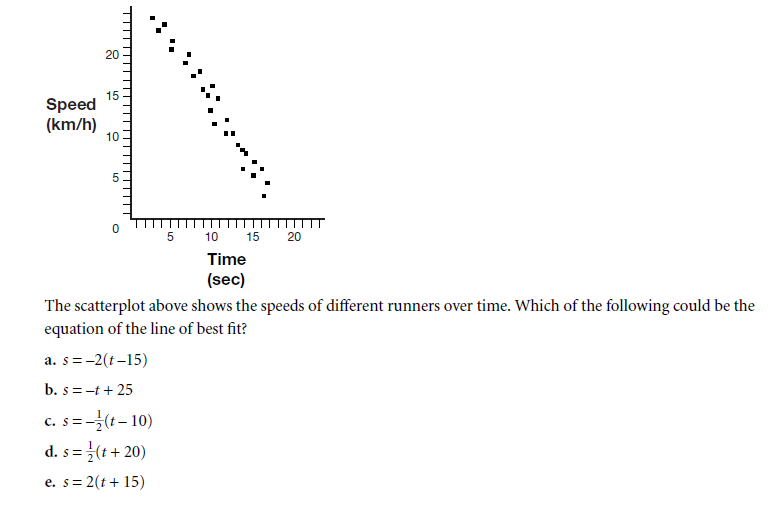 20
15
Speed
(km/h)
10
5
0
5 10 15 20
Time
(sec)
The scatterplot above shows the speeds of different runners over time. Which of the following could be the
equation of the line of best fit?
a. s = –2(t –15)
b. s = –t + 25
c. s = –½(t – 10)
d. s = ½(t + 20)
e. s = 2(t + 15)